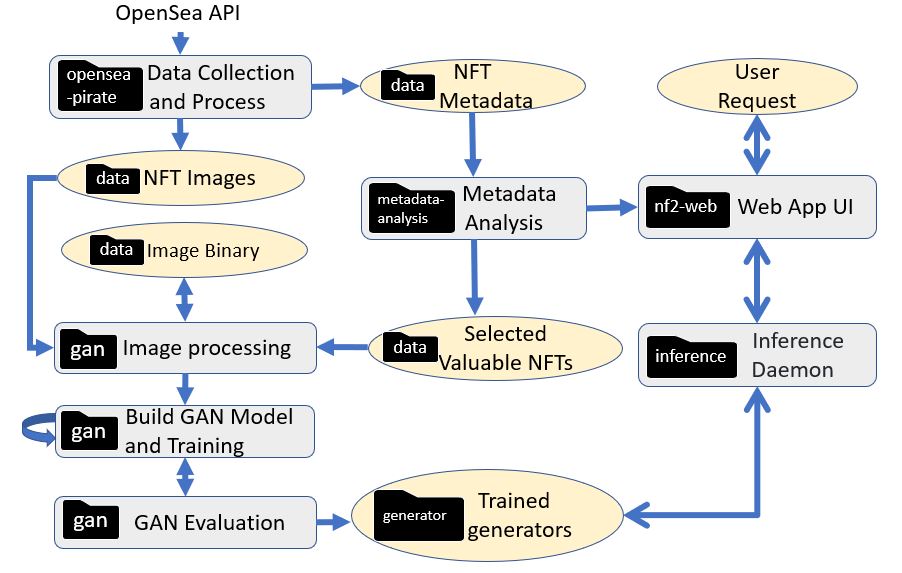 OpenSea API
opensea
-pirate
Data Collection
and Process
data
NFT
Metadata
User
Request
data
NFT Images
metadata-
analysis
Metadata
Analysis
nf2-web
Web App UI
data
Image Binary
gan
Image processing
data
Selected
Valuable NFTs
inference
Inference
Daemon
gan
Build GAN Model
and Training
gan
GAN Evaluation
generator
Trained
generators